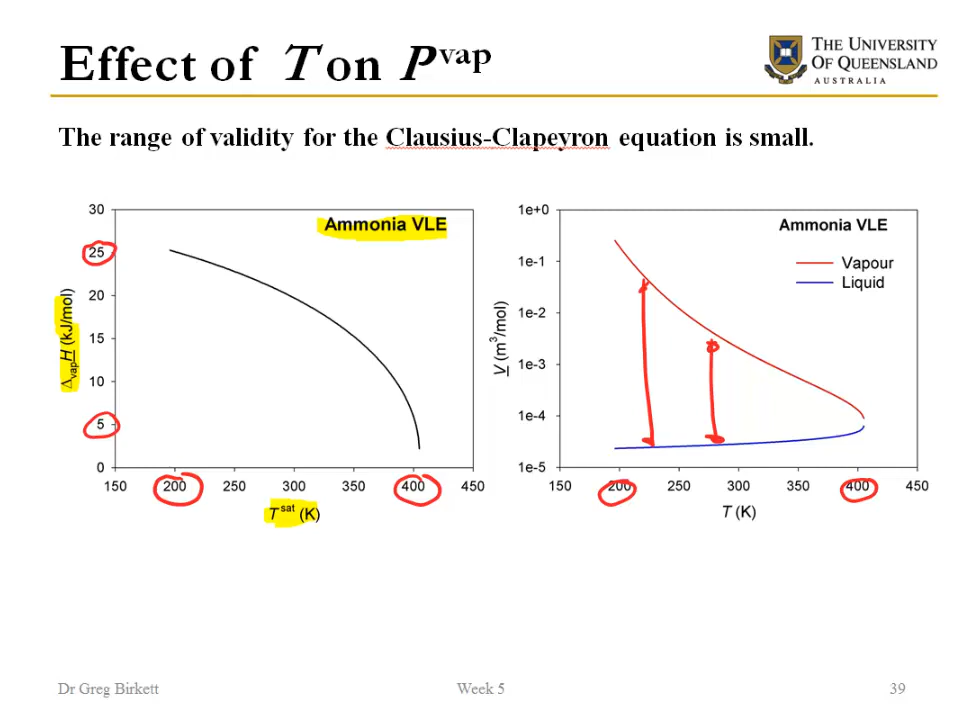 Effect of T on Pvap
THE UNIVERSITY
OF QUEENSLAND
AUSTRALIA
The range of validity for the Clausius-Clapeyron equation is small.
30
25
20
15
10
5
0
ΔvapH (kJ/mol)
Ammonia VLE
150 200 250 300 350 400 450
Tsat (K)
1e+0
1e-1
1e-2
1e-3
1e-4
1e-5
V (m3/mol)
Ammonia VLE
Vapour
Liquid
150 200 250 300 350 400 450
T (K)
Dr Greg Birkett
Week 5
39